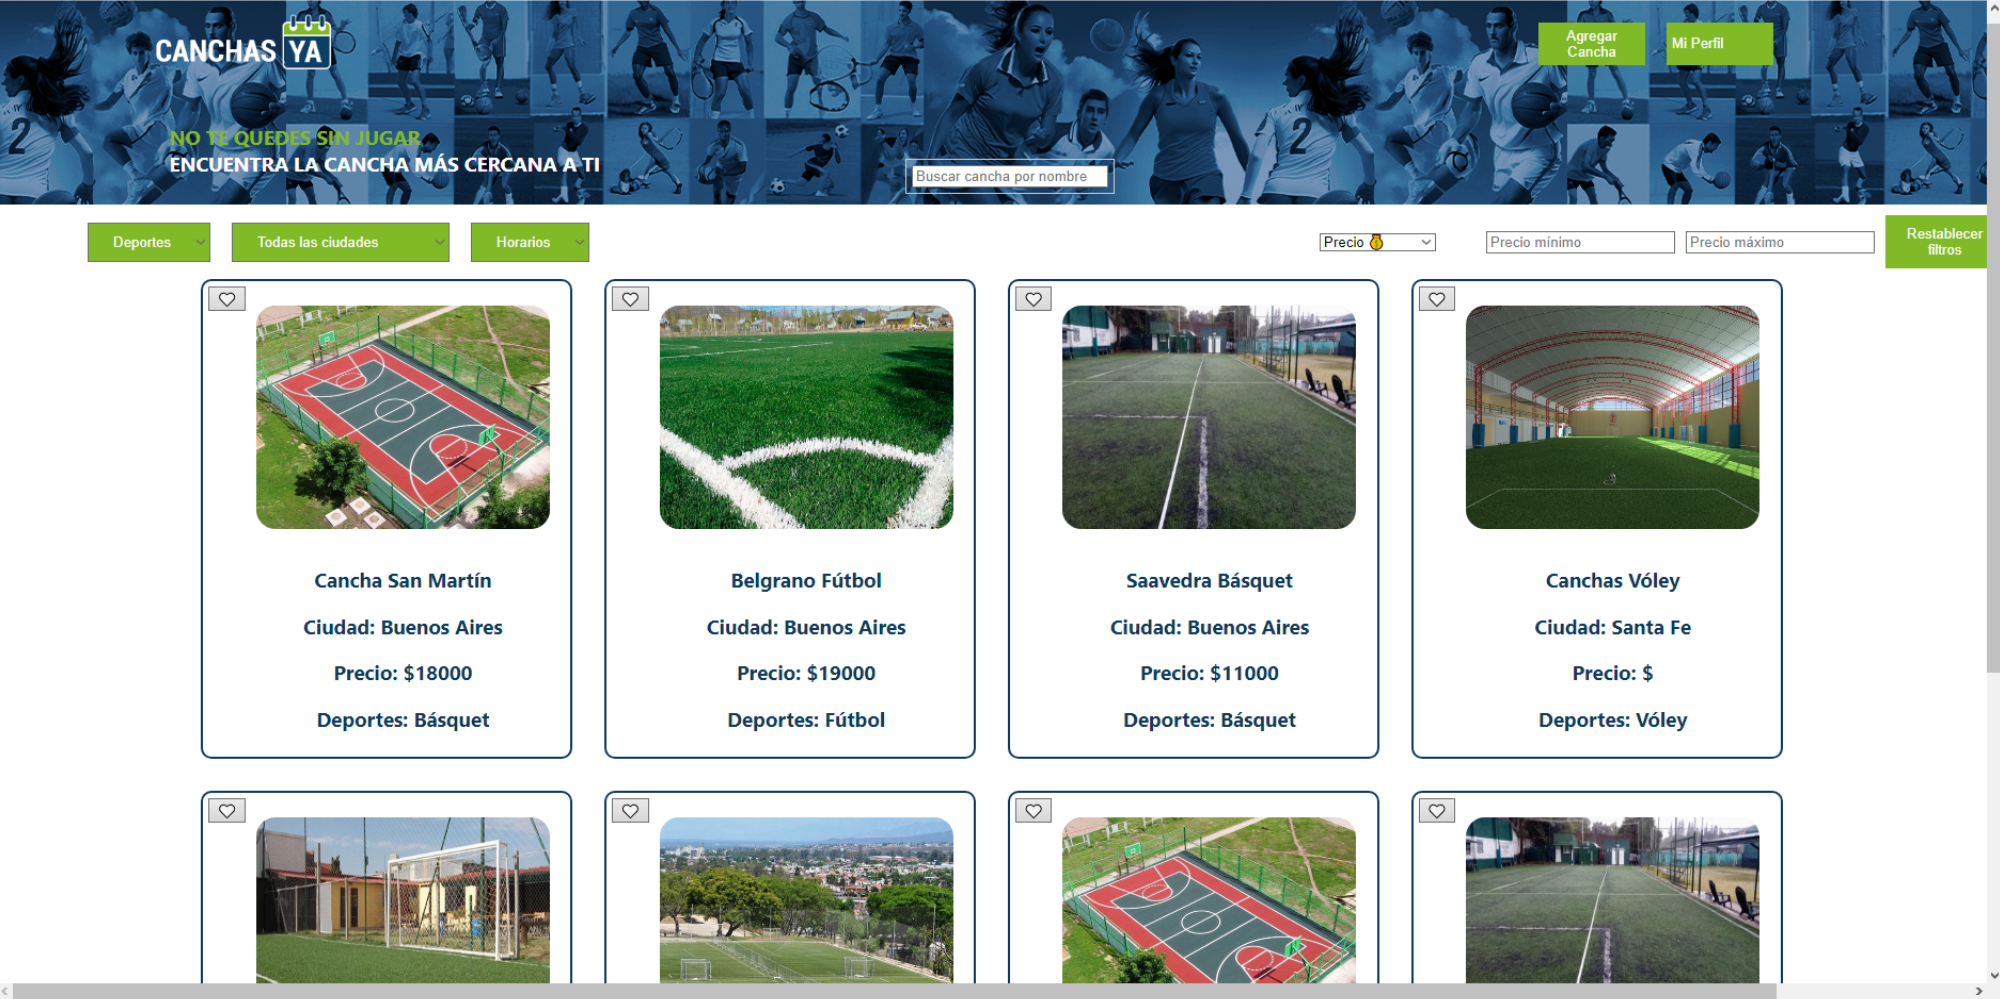 CANCHAS YA
Agregar
Cancha
Mi Perfil
NO TE QUEDES SIN JUGAR
ENCUENTRA LA CANCHA MÁS CERCANA A TI
Buscar cancha por nombre
2
2
Deportes
Todas las ciudades
Horarios
Precio
Precio mínimo
Precio máximo
Restablecer
filtros
Cancha San Martín
Ciudad: Buenos Aires
Precio: $18000
Deportes: Básquet
Belgrano Fútbol
Ciudad: Buenos Aires
Precio: $19000
Deportes: Fútbol
Saavedra Básquet
Ciudad: Buenos Aires
Precio: $11000
Deportes: Básquet
Canchas Vóley
Ciudad: Santa Fe
Precio: $
Deportes: Vóley